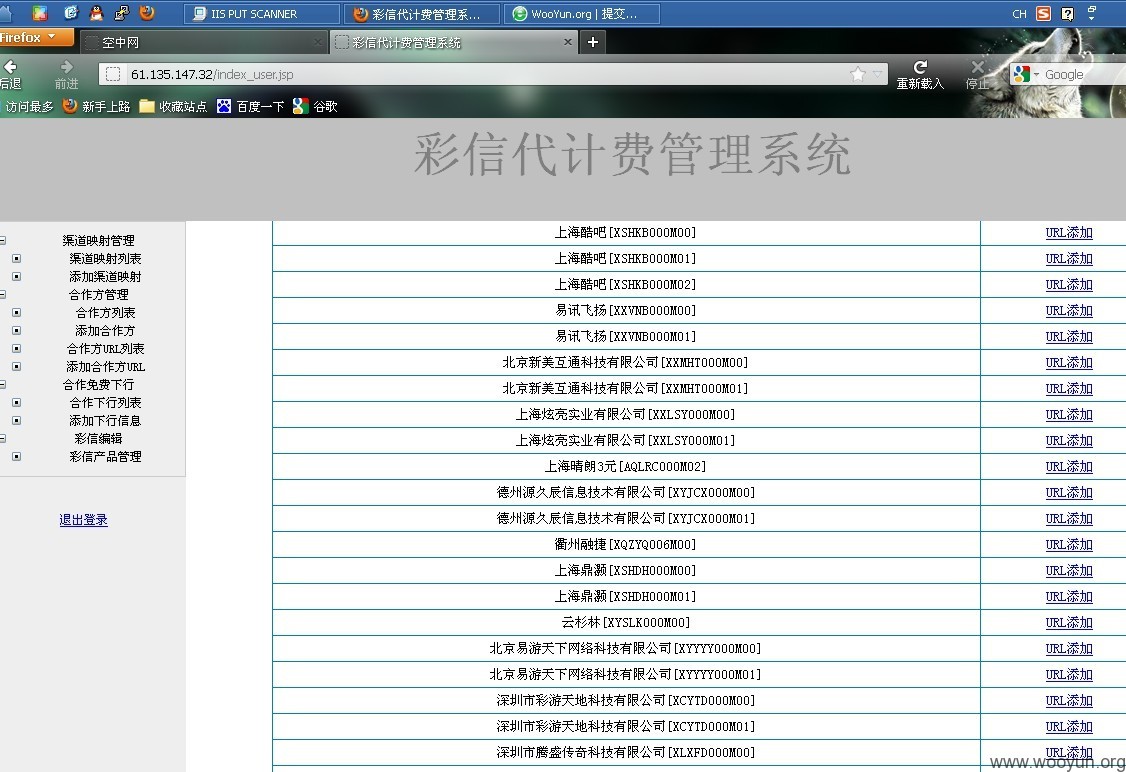 IIS PUT SCANNER 彩信代计费管理系... WooYun.org | 提交... CH
Firefox 空中网 彩信代计费管理系统
后退 前进 61.135.147.32/index_user.jsp 重新载入 停止 Google
访问最多 新手上路 收藏站点 百度一下 谷歌
彩信代计费管理系统
渠道映射管理
渠道映射列表
添加渠道映射
合作方管理
合作方列表
添加合作方
合作方URL列表
添加合作方URL
合作免费下行
合作下行列表
添加下行信息
彩信编辑
彩信产品管理
退出登录
上海酷吧[XSHKB000M00] URL添加
上海酷吧[XSHKB000M01] URL添加
上海酷吧[XSHKB000M02] URL添加
易讯飞扬[XXVNB000M00] URL添加
易讯飞扬[XXVNB000M01] URL添加
北京新美互通科技有限公司[XXMHT000M00] URL添加
北京新美互通科技有限公司[XXMHT000M01] URL添加
上海炫亮实业有限公司[XXLSY000M00] URL添加
上海炫亮实业有限公司[XXLSY000M01] URL添加
上海晴朗3元[AQLRC000M02] URL添加
德州源久辰信息技术有限公司[XYJCX000M00] URL添加
德州源久辰信息技术有限公司[XYJCX000M01] URL添加
衢州融捷[XQZYQ006M00] URL添加
上海鼎灏[XSHDH000M00] URL添加
上海鼎灏[XSHDH000M01] URL添加
云杉林[XYSLK000M00] URL添加
北京易游天下网络科技有限公司[XYYYY000M00] URL添加
北京易游天下网络科技有限公司[XYYYY000M01] URL添加
深圳市彩游天地科技有限公司[XCYTD000M00] URL添加
深圳市彩游天地科技有限公司[XCYTD000M01] URL添加
深圳市腾盛传奇科技有限公司[XLXFD000M00] URL添加
www.wooyun.org